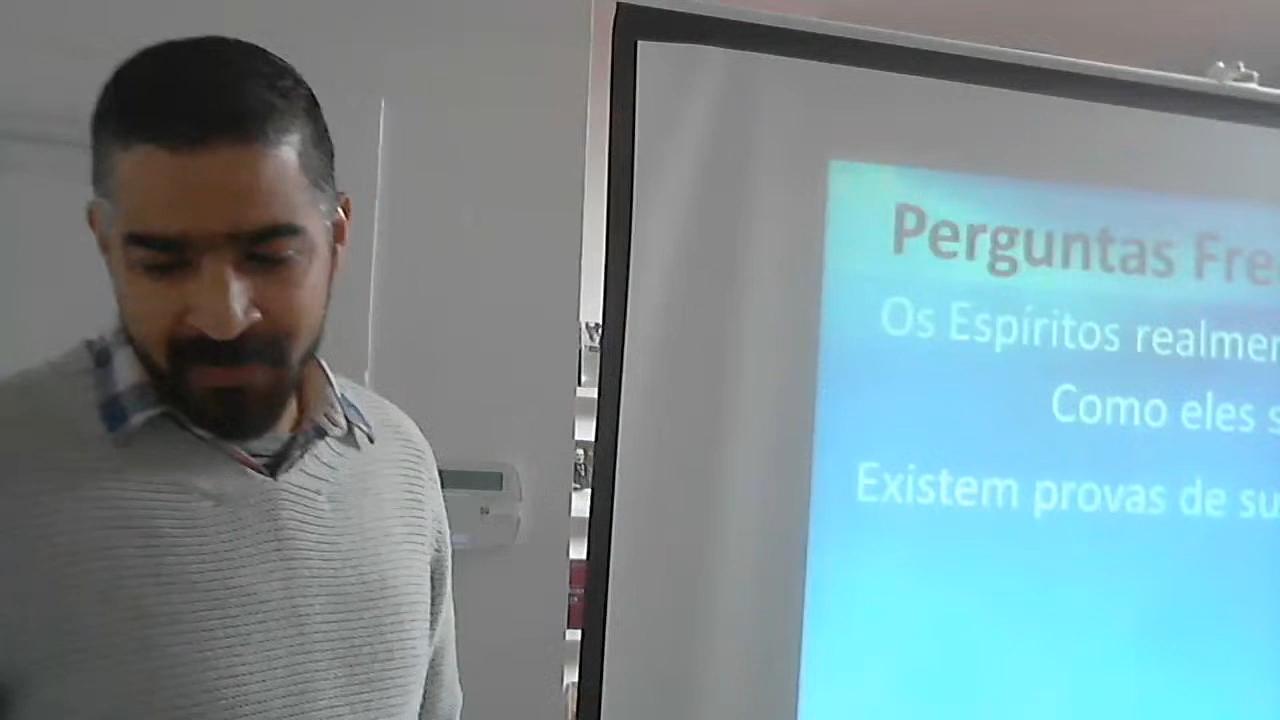 Perguntas Fre
Os Espíritos realmen
Como eles s
Existem provas de su